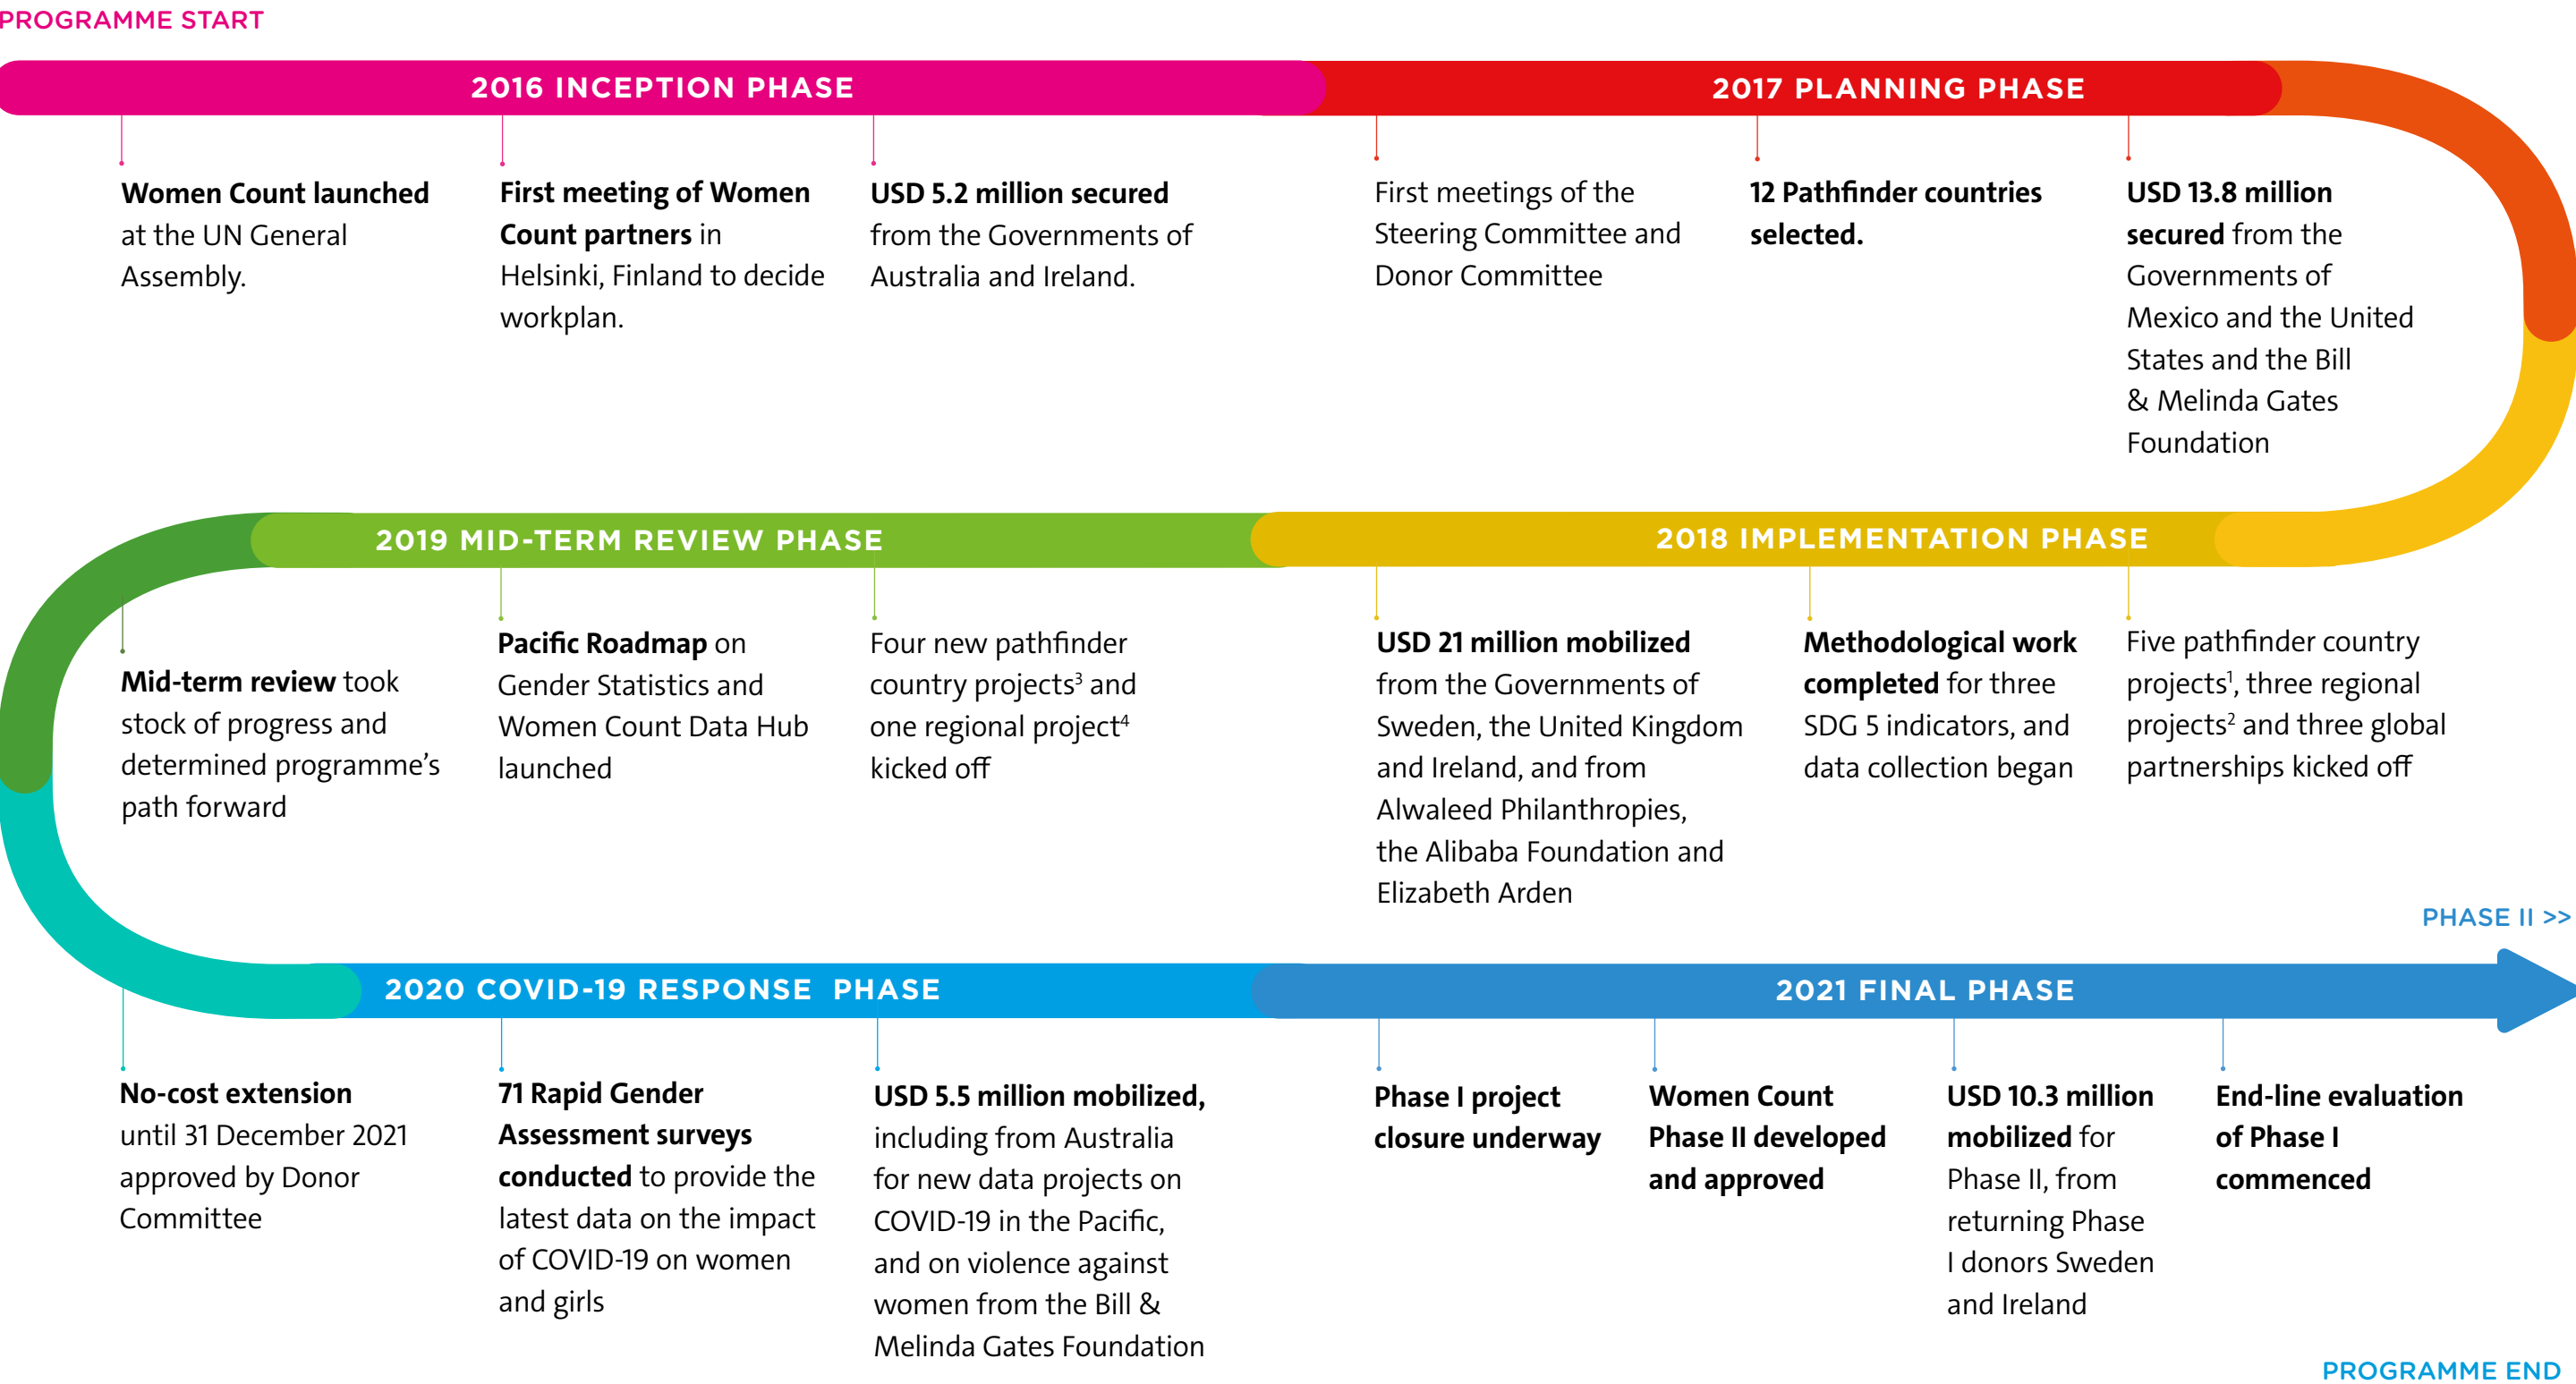 PROGRAMME START
2016 INCEPTION PHASE
Women Count launched
at the UN General
Assembly.
First meeting of Women
Count partners in
Helsinki, Finland to decide
workplan.
USD 5.2 million secured
from the Governments of
Australia and Ireland.
2017 PLANNING PHASE
First meetings of the
Steering Committee and
Donor Committee
12 Pathfinder countries
selected.
USD 13.8 million
secured from the
Governments of
Mexico and the United
States and the Bill
& Melinda Gates
Foundation
2018 IMPLEMENTATION PHASE
USD 21 million mobilized
from the Governments of
Sweden, the United Kingdom
and Ireland, and from
Alwaleed Philanthropies,
the Alibaba Foundation and
Elizabeth Arden
Methodological work
completed for three
SDG 5 indicators, and
data collection began
Five pathfinder country
projects¹, three regional
projects² and three global
partnerships kicked off
2019 MID-TERM REVIEW PHASE
Mid-term review took
stock of progress and
determined programme’s
path forward
Pacific Roadmap on
Gender Statistics and
Women Count Data Hub
launched
Four new pathfinder
country projects³ and
one regional project⁴
kicked off
2020 COVID-19 RESPONSE PHASE
No-cost extension
until 31 December 2021
approved by Donor
Committee
71 Rapid Gender
Assessment surveys
conducted to provide the
latest data on the impact
of COVID-19 on women
and girls
USD 5.5 million mobilized,
including from Australia
for new data projects on
COVID-19 in the Pacific,
and on violence against
women from the Bill &
Melinda Gates Foundation
PHASE II >>
2021 FINAL PHASE
Phase I project
closure underway
Women Count
Phase II developed
and approved
USD 10.3 million
mobilized for
Phase II, from
returning Phase
I donors Sweden
and Ireland
End-line evaluation
of Phase I
commenced
PROGRAMME END